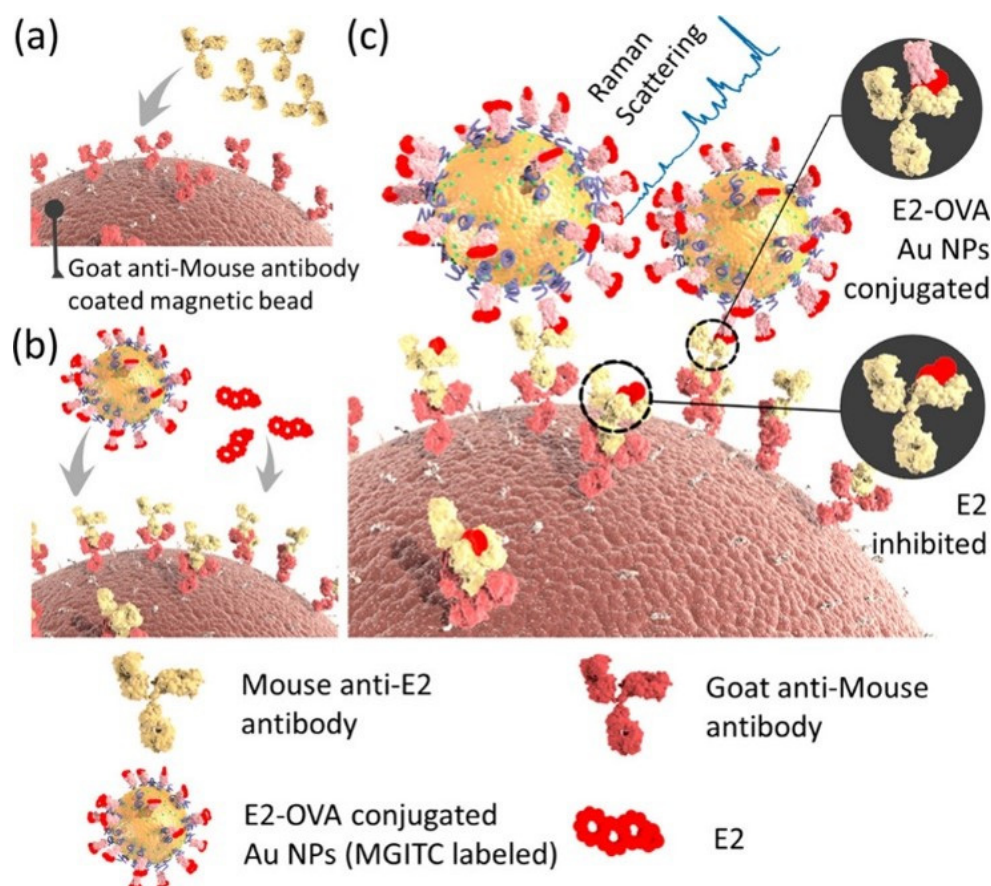 (a)
Goat anti-Mouse antibody
coated magnetic bead
(b)
(c)
Raman
Scattering
E2-OVA
Au NPs
conjugated
E2
inhibited
Mouse anti-E2
antibody
Goat anti-Mouse
antibody
E2-OVA conjugated
Au NPs (MGITC labeled)
E2